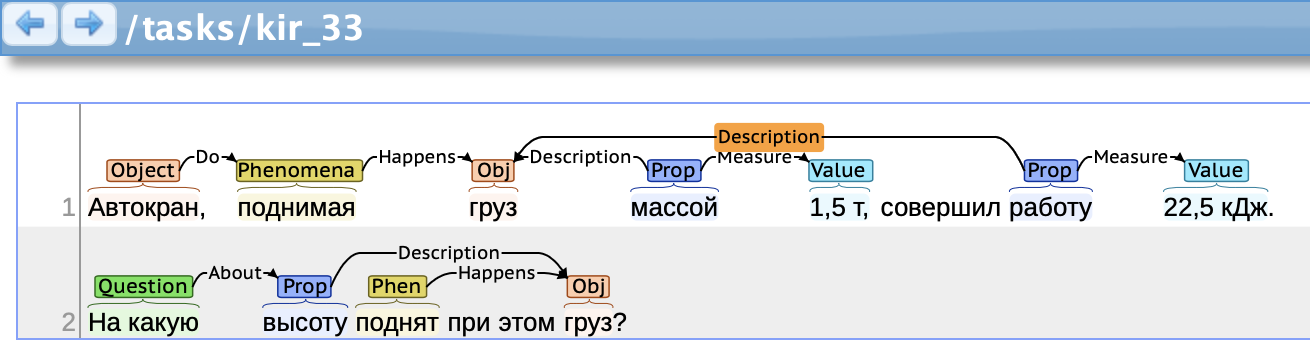 /tasks/kir_33
Description
Do Happens Description Measure Measure
Object Phenomena Obj Prop Value Prop Value
1 Автокран, поднимая груз массой 1,5 т, совершил работу 22,5 кДж.
Description
About Happens
Question Prop Phen Obj
2 На какую высоту поднят при этом груз?